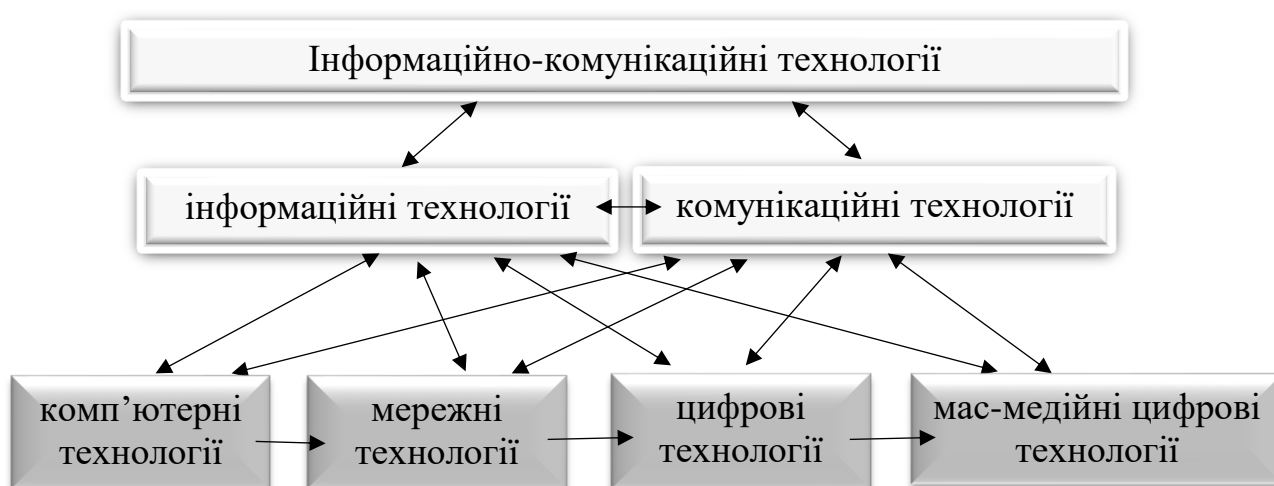 Інформаційно-комунікаційні технології
інформаційні технології
комунікаційні технології
комп’ютерні
технології
мережні
технології
цифрові
технології
мас-медійні цифрові
технології